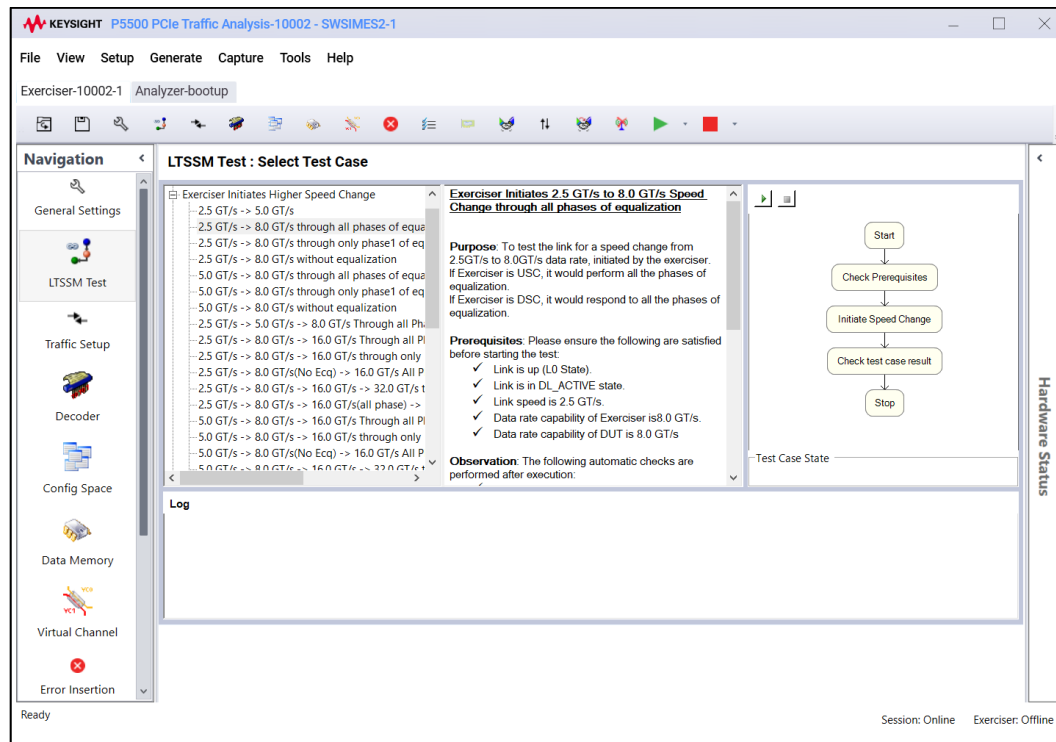 KEYSIGHT P5500 PCIe Traffic Analysis-10002 - SWSIMES2-1
File View Setup Generate Capture Tools Help
Exerciser-10002-1 Analyzer-bootup
Navigation
General Settings
LTSSM Test
Traffic Setup
Decoder
Config Space
Data Memory
VC0
VC1
Virtual Channel
Error Insertion
LTSSM Test : Select Test Case
Exerciser Initiates Higher Speed Change
2.5 GT/s -> 5.0 GT/s
2.5 GT/s -> 8.0 GT/s through all phases of equa
2.5 GT/s -> 8.0 GT/s through only phase1 of eq
2.5 GT/s -> 8.0 GT/s without equalization
5.0 GT/s -> 8.0 GT/s through all phases of equa
5.0 GT/s -> 8.0 GT/s through only phase1 of eq
5.0 GT/s -> 8.0 GT/s without equalization
2.5 GT/s -> 5.0 GT/s -> 8.0 GT/s Through all Pha
2.5 GT/s -> 8.0 GT/s -> 16.0 GT/s Through all P
2.5 GT/s -> 8.0 GT/s -> 16.0 GT/s through only
2.5 GT/s -> 8.0 GT/s(No Ecq) -> 16.0 GT/s All P
2.5 GT/s -> 8.0 GT/s -> 16.0 GT/s -> 32.0 GT/s t
2.5 GT/s -> 8.0 GT/s -> 16.0 GT/s(all phase) ->
5.0 GT/s -> 8.0 GT/s -> 16.0 GT/s Through all P
5.0 GT/s -> 8.0 GT/s -> 16.0 GT/s through only
5.0 GT/s -> 8.0 GT/s(No Ecq) -> 16.0 GT/s All P
5.0 GT/s -> 8.0 GT/s -> 16.0 GT/s -> 32.0 GT/s t
Exerciser Initiates 2.5 GT/s to 8.0 GT/s Speed
Change through all phases of equalization
Purpose: To test the link for a speed change from
2.5GT/s to 8.0GT/s data rate, initiated by the exerciser.
If Exerciser is USC, it would perform all the phases of
equalization.
If Exerciser is DSC, it would respond to all the phases of
equalization.
Prerequisites: Please ensure the following are satisfied
before starting the test:
✓ Link is up (L0 State).
✓ Link is in DL_ACTIVE state.
✓ Link speed is 2.5 GT/s.
✓ Data rate capability of Exerciser is8.0 GT/s.
✓ Data rate capability of DUT is 8.0 GT/s
Observation: The following automatic checks are
performed after execution:
Start
Check Prerequisites
Initiate Speed Change
Check test case result
Stop
Test Case State
Log
Hardware Status
Ready
Session: Online Exerciser: Offline